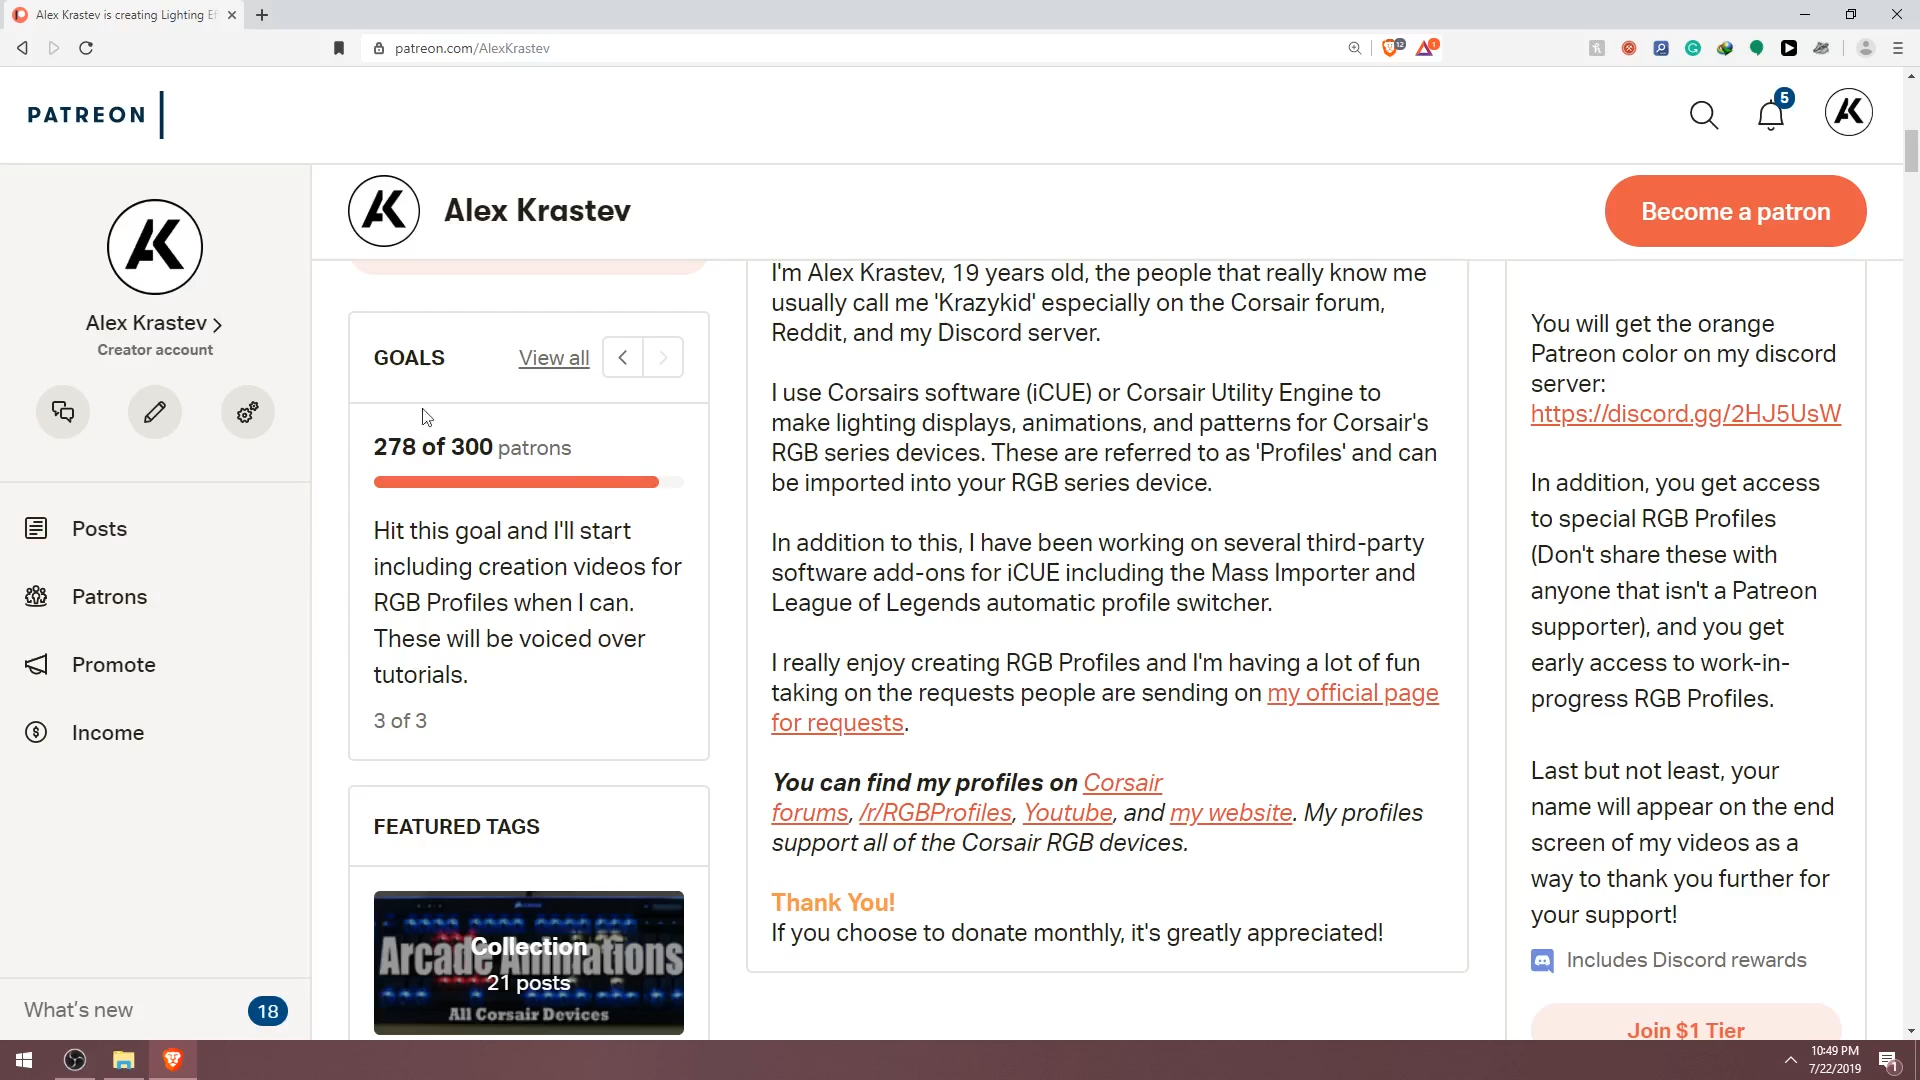 Alex Krastev is creating Lighting Ef
patreon.com/AlexKrastev
12
1
PATREON
5
Alex Krastev
Become a patron
Alex Krastev
Creator account
Posts
Patrons
Promote
Income
What's new
18
GOALS
View all
278 of 300 patrons
Hit this goal and I'll start
including creation videos for
RGB Profiles when I can.
These will be voiced over
tutorials.
3 of 3
FEATURED TAGS
Arcade Animations
Collection
21 posts
All Corsair Devices
I'm Alex Krastev, 19 years old, the people that really know me
usually call me 'Krazykid' especially on the Corsair forum,
Reddit, and my Discord server.
I use Corsairs software (iCUE) or Corsair Utility Engine to
make lighting displays, animations, and patterns for Corsair's
RGB series devices. These are referred to as 'Profiles' and can
be imported into your RGB series device.
In addition to this, I have been working on several third-party
software add-ons for iCUE including the Mass Importer and
League of Legends automatic profile switcher.
I really enjoy creating RGB Profiles and I'm having a lot of fun
taking on the requests people are sending on my official page
for requests.
You can find my profiles on Corsair
forums, /r/RGBProfiles, Youtube, and my website. My profiles
support all of the Corsair RGB devices.
Thank You!
If you choose to donate monthly, it's greatly appreciated!
You will get the orange
Patreon color on my discord
server:
https://discord.gg/2HJ5UsW
In addition, you get access
to special RGB Profiles
(Don't share these with
anyone that isn't a Patreon
supporter), and you get
early access to work-in-
progress RGB Profiles.
Last but not least, your
name will appear on the end
screen of my videos as a
way to thank you further for
your support!
Includes Discord rewards
Join $1 Tier
10:49 PM
7/22/2019
1